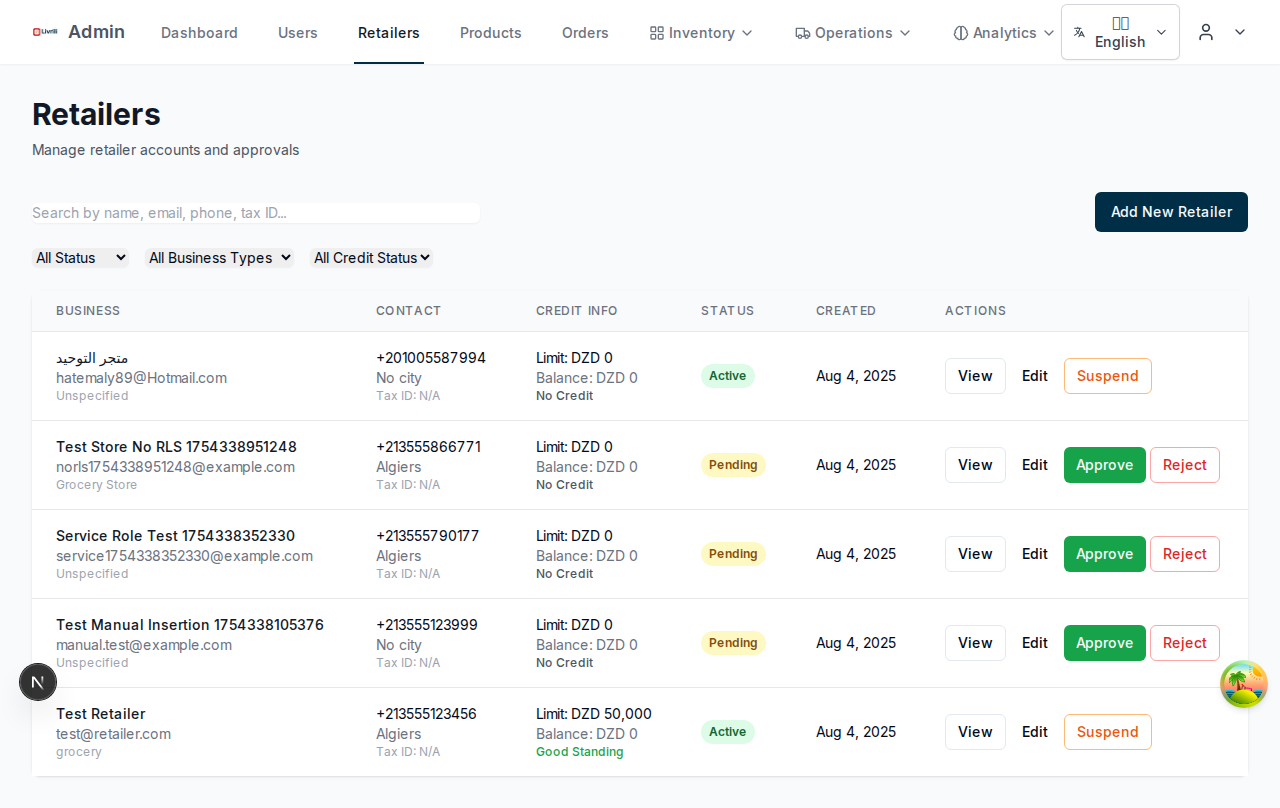 Livrili Admin Dashboard Users Retailers Products Orders Inventory Operations Analytics English
Retailers
Manage retailer accounts and approvals
Search by name, email, phone, tax ID...
Add New Retailer
All Status All Business Types All Credit Status
BUSINESS CONTACT CREDIT INFO STATUS CREATED ACTIONS
متجر التوحيد +201005587994 Limit: DZD 0
hatemaly89@Hotmail.com No city Balance: DZD 0 Active Aug 4, 2025 View Edit Suspend
Unspecified Tax ID: N/A No Credit
Test Store No RLS 1754338951248 +213555866771 Limit: DZD 0
norls1754338951248@example.com Algiers Balance: DZD 0 Pending Aug 4, 2025 View Edit Approve Reject
Grocery Store Tax ID: N/A No Credit
Service Role Test 1754338352330 +213555790177 Limit: DZD 0
service1754338352330@example.com Algiers Balance: DZD 0 Pending Aug 4, 2025 View Edit Approve Reject
Unspecified Tax ID: N/A No Credit
Test Manual Insertion 1754338105376 +213555123999 Limit: DZD 0
manual.test@example.com No city Balance: DZD 0 Pending Aug 4, 2025 View Edit Approve Reject
Unspecified Tax ID: N/A No Credit
Test Retailer +213555123456 Limit: DZD 50,000
test@retailer.com Algiers Balance: DZD 0 Active Aug 4, 2025 View Edit Suspend
grocery Tax ID: N/A Good Standing